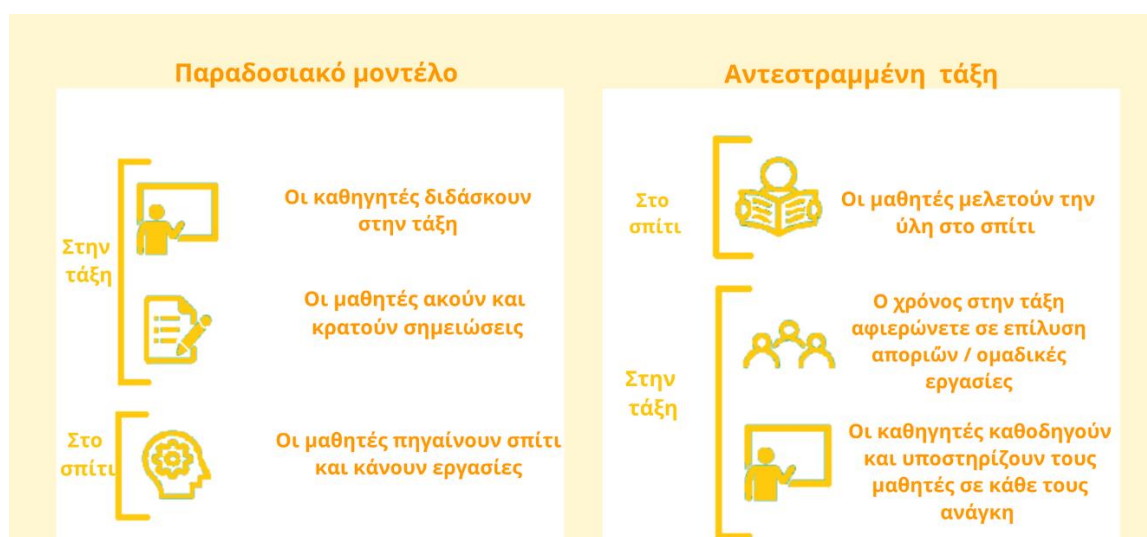 Παραδοσιακό μοντέλο
Στην
τάξη
Οι καθηγητές διδάσκουν
στην τάξη
Οι μαθητές ακούν και
κρατούν σημειώσεις
Στο
σπίτι
Οι μαθητές πηγαίνουν σπίτι
και κάνουν εργασίες
Αντεστραμμένη τάξη
Στο
σπίτι
Οι μαθητές μελετούν την
ύλη στο σπίτι
Στην
τάξη
Ο χρόνος στην τάξη
αφιερώνετε σε επίλυση
αποριών / ομαδικές
εργασίες
Οι καθηγητές καθοδηγούν
και υποστηρίζουν τους
μαθητές σε κάθε τους
ανάγκη